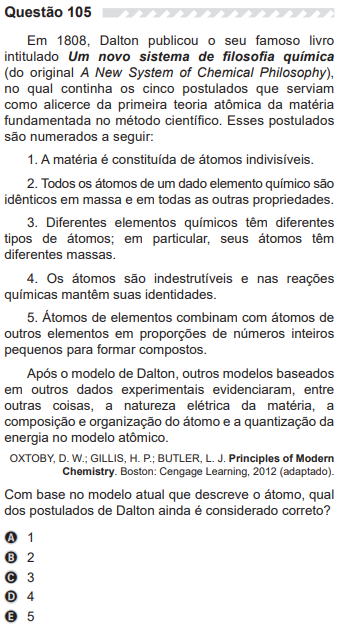 Questão 105
Em 1808, Dalton publicou o seu famoso livro
intitulado Um novo sistema de filosofia química
(do original A New System of Chemical Philosophy),
no qual continha os cinco postulados que serviam
como alicerce da primeira teoria atômica da matéria
fundamentada no método científico. Esses postulados
são numerados a seguir:
1. A matéria é constituída de átomos indivisíveis.
2. Todos os átomos de um dado elemento químico são
idênticos em massa e em todas as outras propriedades.
3. Diferentes elementos químicos têm diferentes
tipos de átomos; em particular, seus átomos têm
diferentes massas.
4. Os átomos são indestrutíveis e nas reações
químicas mantêm suas identidades.
5. Átomos de elementos combinam com átomos de
outros elementos em proporções de números inteiros
pequenos para formar compostos.
Após o modelo de Dalton, outros modelos baseados
em outros dados experimentais evidenciaram, entre
outras coisas, a natureza elétrica da matéria, a
composição e organização do átomo e a quantização da
energia no modelo atômico.
OXTOBY, D. W.; GILLIS, H. P.; BUTLER, L. J. Principles of Modern
Chemistry. Boston: Cengage Learning, 2012 (adaptado).
Com base no modelo atual que descreve o átomo, qual
dos postulados de Dalton ainda é considerado correto?
A 1
B 2
C 3
D 4
E 5